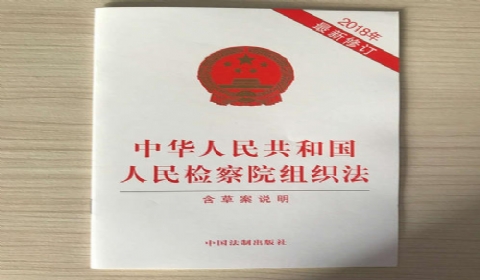 2018年
最新修订
中华人民共和国
人民检察院组织法
含草案说明
中国法制出版社